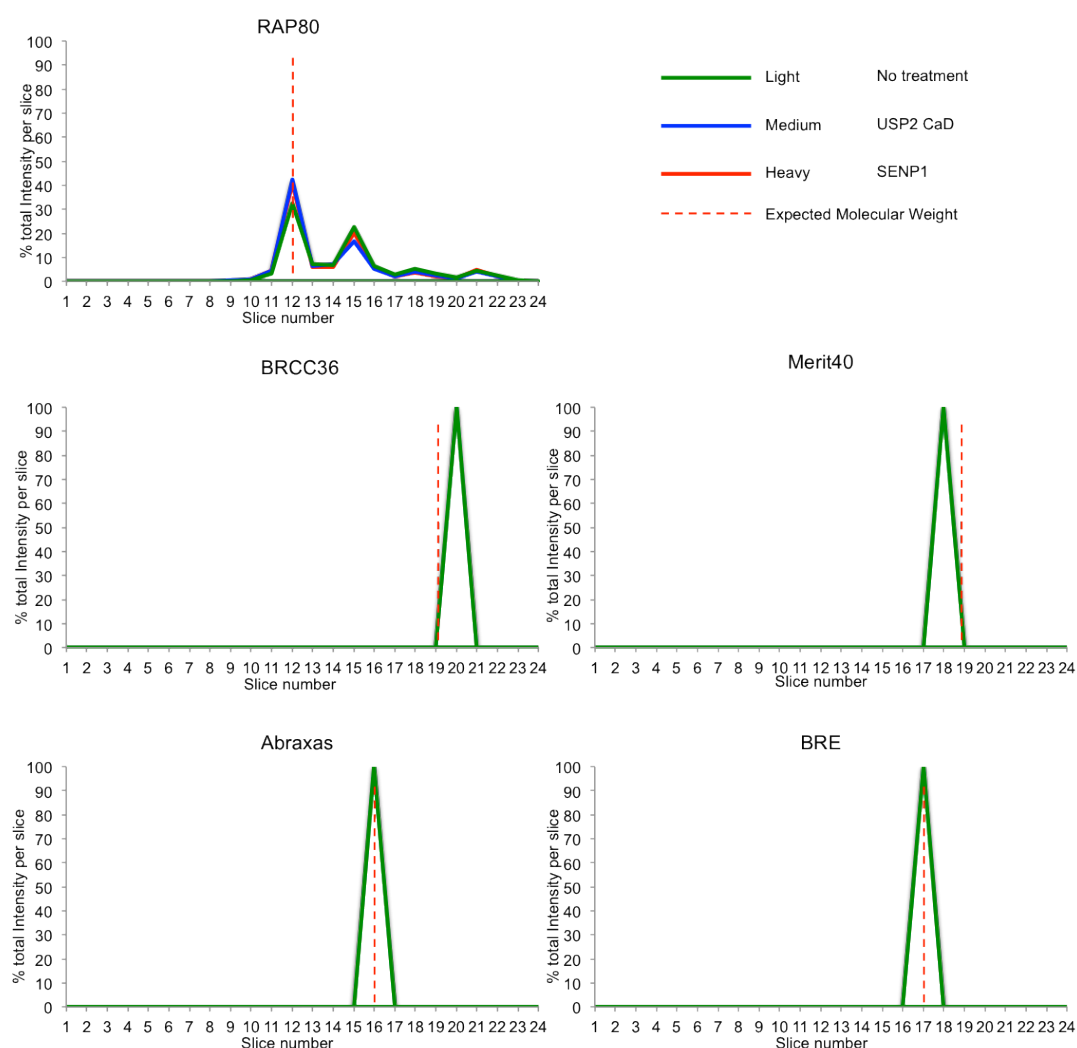 RAP80
% total Intensity per slice
100
90
80
70
60
50
40
30
20
10
0
1 2 3 4 5 6 7 8 9 10 11 12 13 14 15 16 17 18 19 20 21 22 23 24
Slice number
Light No treatment
Medium USP2 CaD
Heavy SENP1
Expected Molecular Weight
BRCC36
% total Intensity per slice
100
90
80
70
60
50
40
30
20
10
0
1 2 3 4 5 6 7 8 9 10 11 12 13 14 15 16 17 18 19 20 21 22 23 24
Slice number
Merit40
% total Intensity per slice
100
90
80
70
60
50
40
30
20
10
0
1 2 3 4 5 6 7 8 9 10 11 12 13 14 15 16 17 18 19 20 21 22 23 24
Slice number
Abraxas
% total Intensity per slice
100
90
80
70
60
50
40
30
20
10
0
1 2 3 4 5 6 7 8 9 10 11 12 13 14 15 16 17 18 19 20 21 22 23 24
Slice number
BRE
% total Intensity per slice
100
90
80
70
60
50
40
30
20
10
0
1 2 3 4 5 6 7 8 9 10 11 12 13 14 15 16 17 18 19 20 21 22 23 24
Slice number